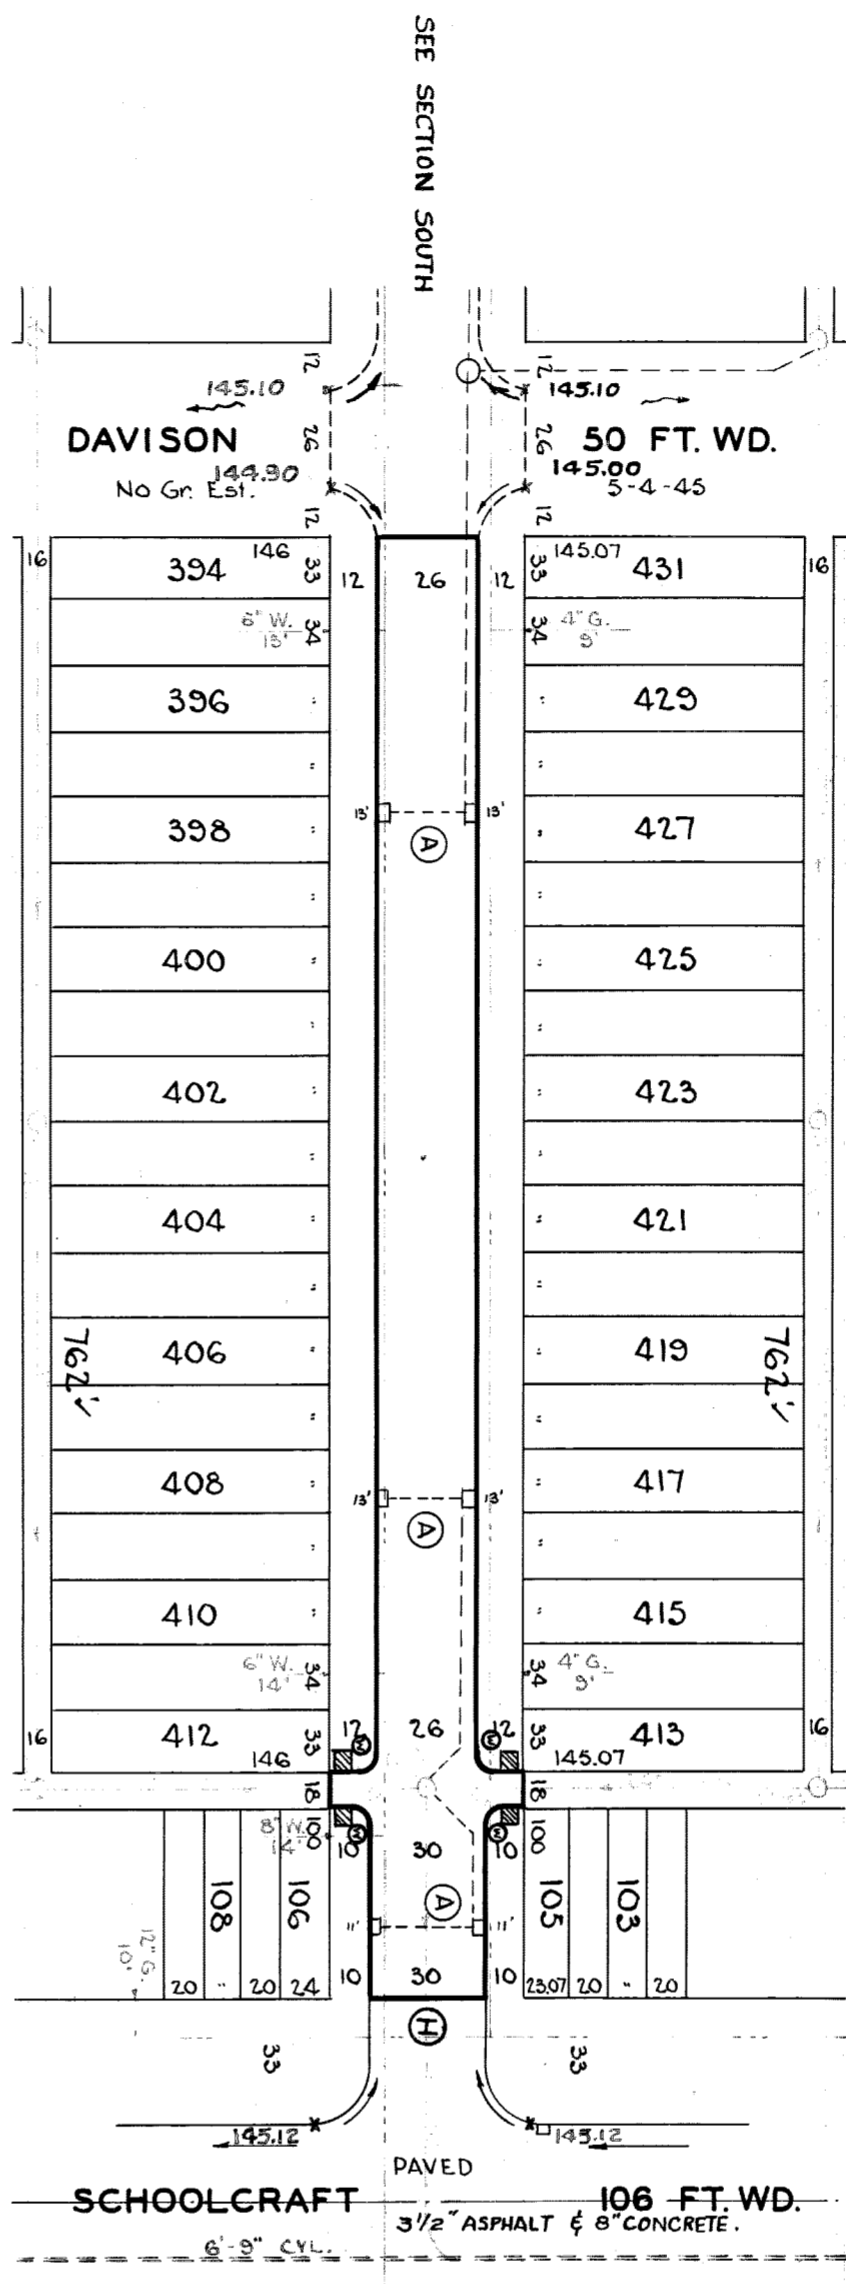 SEE SECTION SOUTH
12 12
145.10 145.10
DAVISON 26 26 50 FT. WD.
144.90 145.00
No Gr. Est. 5-4-45
12 12
16 394 146 33 12 26 12 33 145.07 431 16
6" W. 34 34 4" G.
13' 9'
396 " " 429
" "
398 " 13' 13' " 427
A
" "
400 " " 425
" "
402 " " 423
" "
404 " " 421
" "
762' 406 " " 419 762'
" "
408 " 13' 13' " 417
A
" "
410 " " 415
6" W. 34 34 4" G.
14' 9'
16 412 33 12 26 12 33 413 16
146 M M 145.07
18 18
8" W. 100 M M 100
14' 10 30 10
108 106 A 105 103
12" G. 11' 11'
10'
20 " 20 24 10 30 10 23.07 20 " 20
H
33 33
145.12 145.12
PAVED
SCHOOLCRAFT 106 FT. WD.
3 1/2" ASPHALT & 8" CONCRETE.
6'-9" CYL.